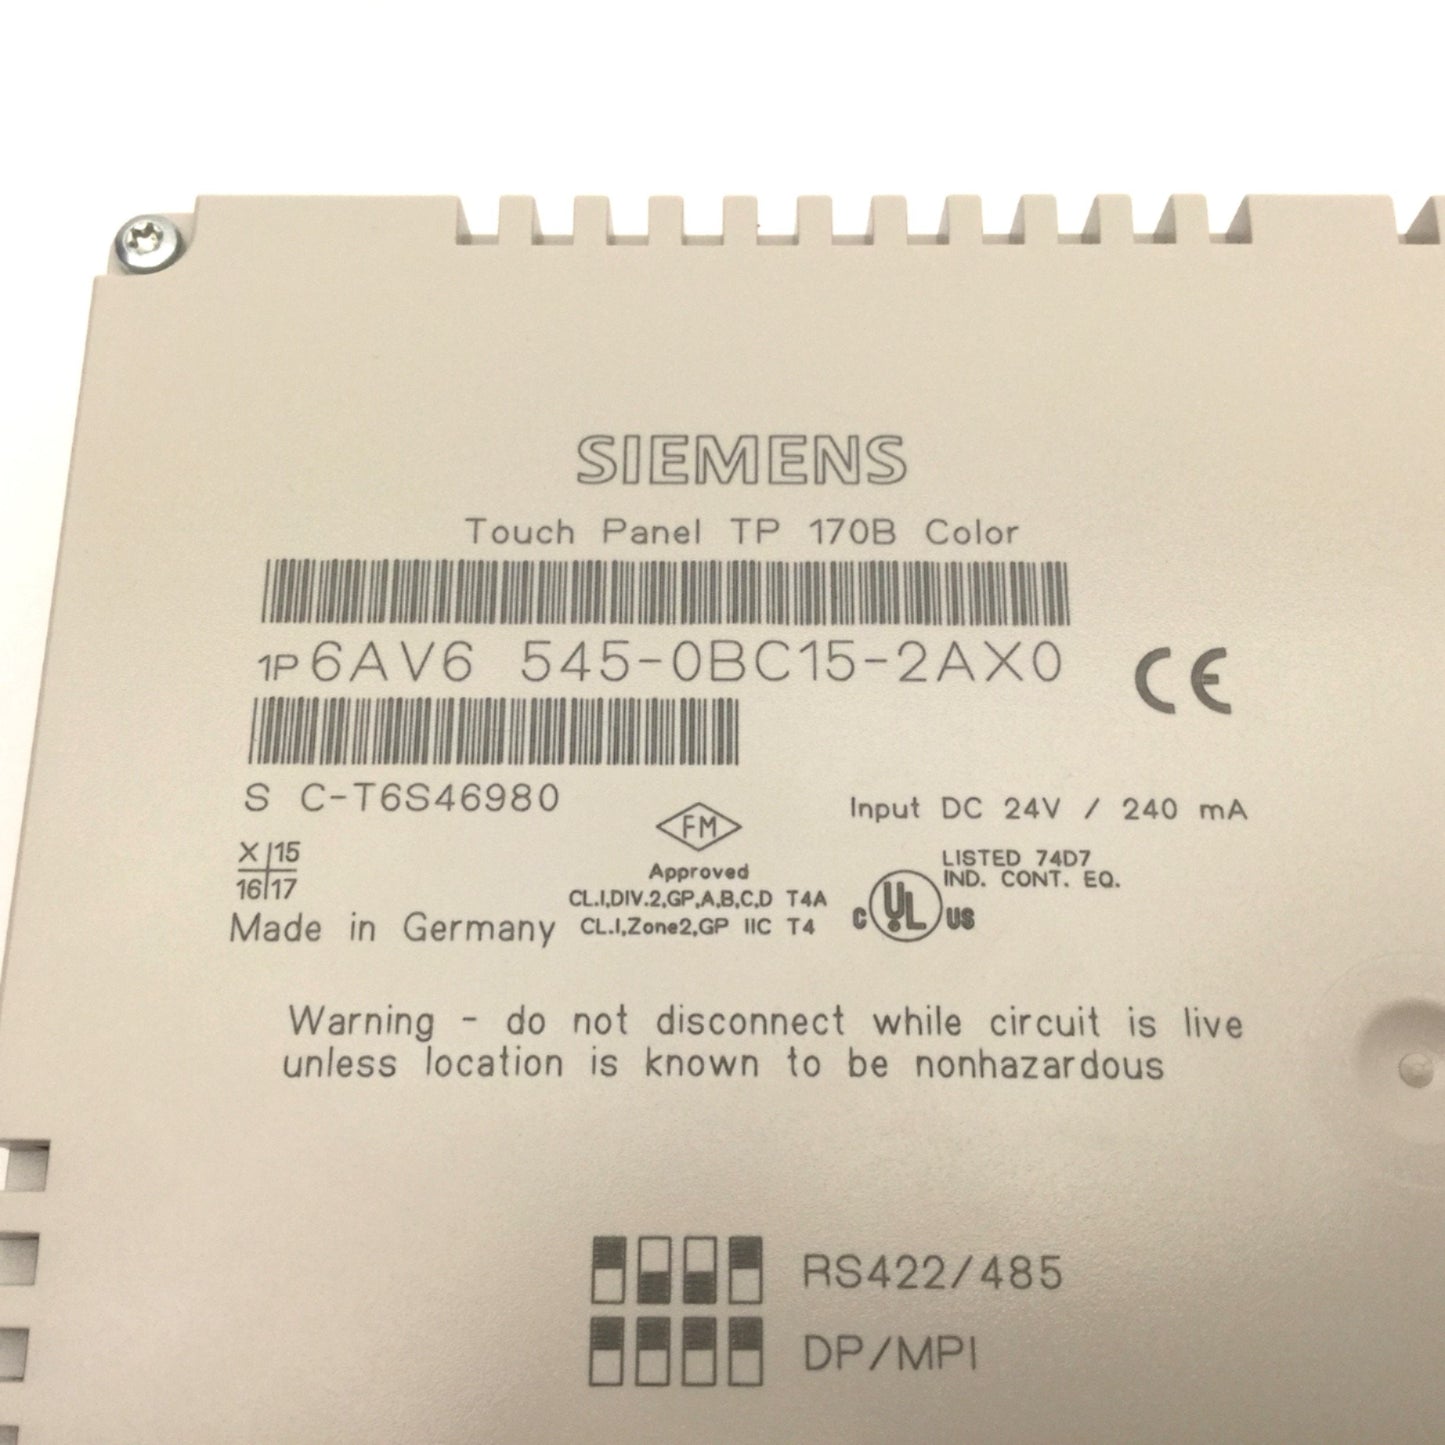 SIEMENS
Touch Panel TP 170B Color
1P 6AV6 545-0BC15-2AX0
CE
S C-T6S46980
Input DC 24V / 240 mA
FM
Approved
CL.I,DIV.2,GP,A,B,C,D T4A
CL.I,Zone2,GP IIC T4
X 15
16 17
Made in Germany
LISTED 74D7
IND. CONT. EQ.
C UL US
Warning - do not disconnect while circuit is live
unless location is known to be nonhazardous
RS422/485
DP/MPI